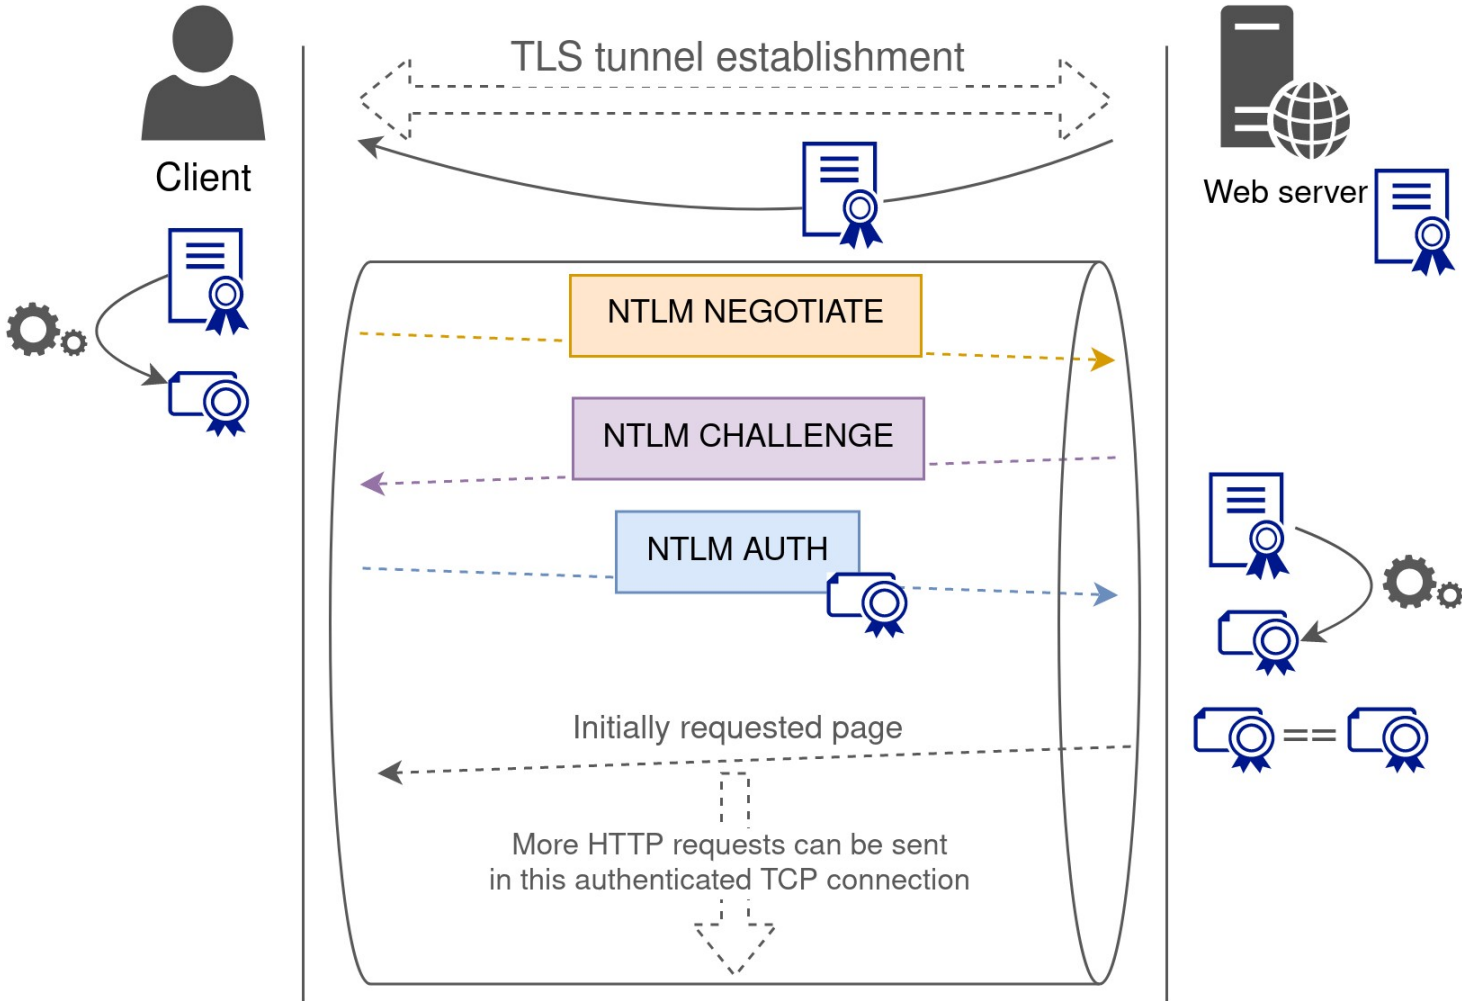 TLS tunnel establishment
Client
Web server
NTLM NEGOTIATE
NTLM CHALLENGE
NTLM AUTH
==
Initially requested page
More HTTP requests can be sent
in this authenticated TCP connection